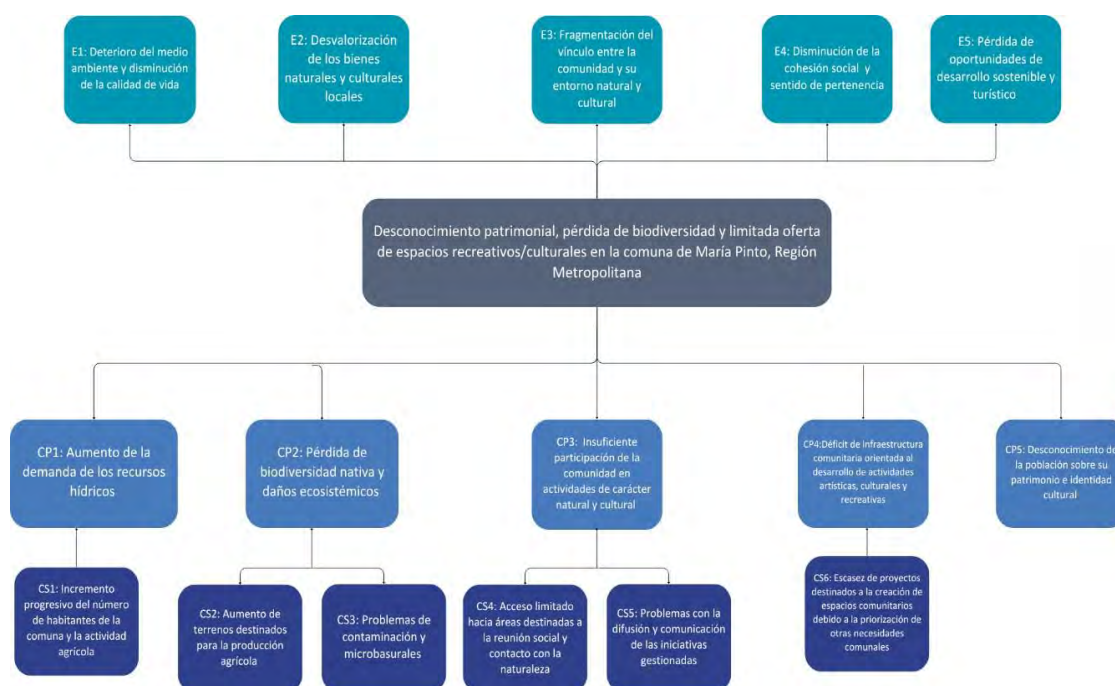 E1: Deterioro del medio
ambiente y disminución
de la calidad de vida
E2: Desvalorización
de los bienes
naturales y culturales
locales
E3: Fragmentación del
vínculo entre la
comunidad y su
entorno natural y
cultural
E4: Disminución de la
cohesión social y
sentido de pertenencia
E5: Pérdida de
oportunidades de
desarrollo sostenible y
turístico
Desconocimiento patrimonial, pérdida de biodiversidad y limitada oferta
de espacios recreativos/culturales en la comuna de María Pinto, Región
Metropolitana
CP1: Aumento de la
demanda de los recursos
hídricos
CP2: Pérdida de
biodiversidad nativa y
daños ecosistémicos
CP3: Insuficiente
participación de la
comunidad en
actividades de carácter
natural y cultural
CP4:Déficit de infraestructura
comunitaria orientada al
desarrollo de actividades
artísticas, culturales y
recreativas
CP5: Desconocimiento de
la población sobre su
patrimonio e identidad
cultural
CS1: Incremento
progresivo del número
de habitantes de la
comuna y la actividad
agrícola
CS2: Aumento de
terrenos destinados
para la producción
agrícola
CS3: Problemas de
contaminación y
microbasurales
CS4: Acceso limitado
hacia áreas destinadas a
la reunión social y
contacto con la
naturaleza
CS5: Problemas con la
difusión y comunicación
de las iniciativas
gestionadas
CS6: Escasez de proyectos
destinados a la creación de
espacios comunitarios
debido a la priorización de
otras necesidades
comunales